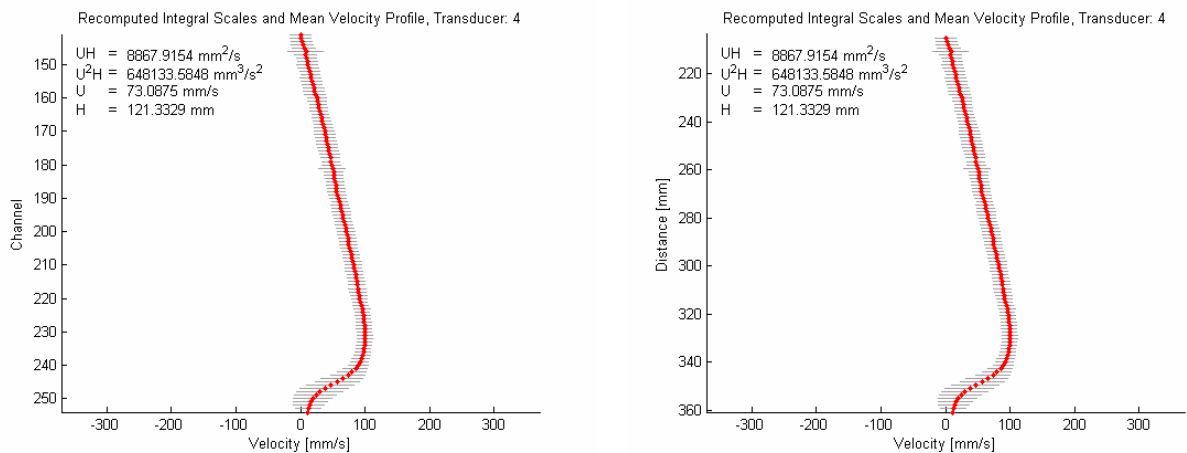 Recomputed Integral Scales and Mean Velocity Profile, Transducer: 4
UH = 8867.9154 mm²/s
U²H = 648133.5848 mm³/s²
U = 73.0875 mm/s
H = 121.3329 mm
Channel
150
160
170
180
190
200
210
220
230
240
250
-300 -200 -100 0 100 200 300
Velocity [mm/s]
Recomputed Integral Scales and Mean Velocity Profile, Transducer: 4
UH = 8867.9154 mm²/s
U²H = 648133.5848 mm³/s²
U = 73.0875 mm/s
H = 121.3329 mm
Distance [mm]
220
240
260
280
300
320
340
360
-300 -200 -100 0 100 200 300
Velocity [mm/s]